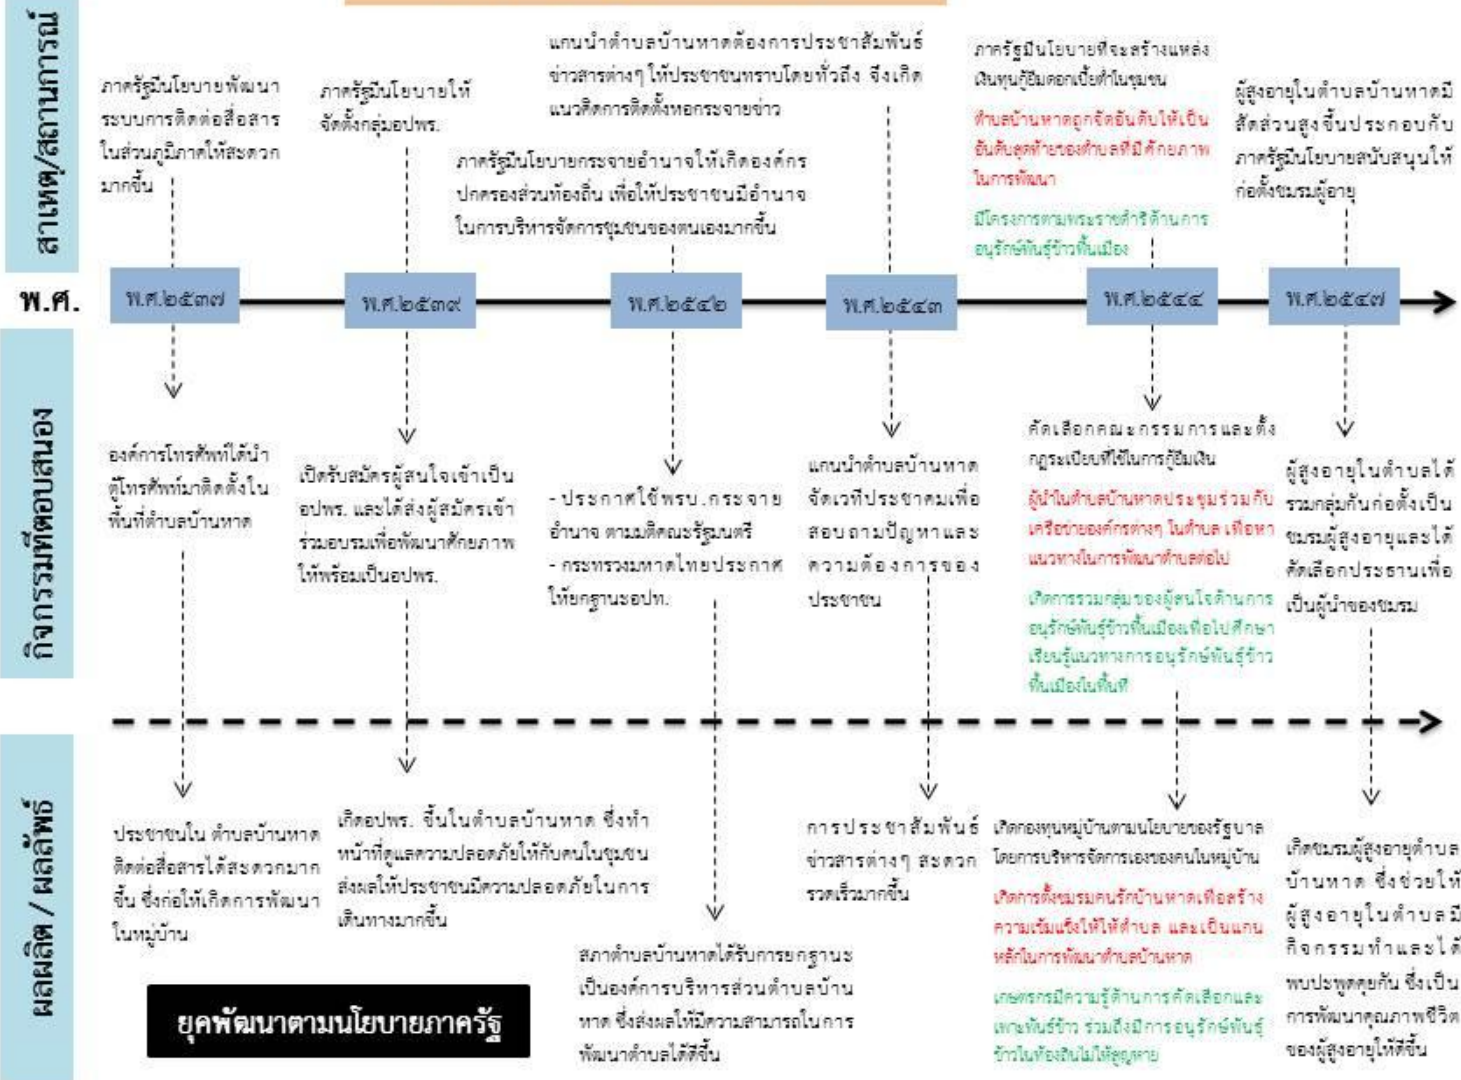 สาเหตุ/สถานการณ์
ภาครัฐมีนโยบายพัฒนา
ระบบการติดต่อสื่อสาร
ในส่วนภูมิภาคให้สะดวก
มากขึ้น
ภาครัฐมีนโยบายให้
จัดตั้งกลุ่มอปพร.
แกนนำตำบลบ้านหาดต้องการประชาสัมพันธ์
ข่าวสารต่างๆ ให้ประชาชนทราบโดยทั่วถึง จึงเกิด
แนวคิดการติดตั้งหอกระจายข่าว
ภาครัฐมีนโยบายกระจายอำนาจให้เกิดองค์กร
ปกครองส่วนท้องถิ่น เพื่อให้ประชาชนมีอำนาจ
ในการบริหารจัดการชุมชนของตนเองมากขึ้น
ภาครัฐมีนโยบายที่จะสร้างแหล่ง
เงินทุนกู้ยืมดอกเบี้ยต่ำในชุมชน
ตำบลบ้านหาดถูกจัดอันดับให้เป็น
อันดับสุดท้ายของตำบลที่มีศักยภาพ
ในการพัฒนา
มีโครงการตามพระราชดำริด้านการ
อนุรักษ์พันธุ์ข้าวพื้นเมือง
ผู้สูงอายุในตำบลบ้านหาดมี
สัดส่วนสูงขึ้นประกอบกับ
ภาครัฐมีนโยบายสนับสนุนให้
ก่อตั้งชมรมผู้อายุ
พ.ศ.
พ.ศ.๒๕๓๗
พ.ศ.๒๕๓๙
พ.ศ.๒๕๔๒
พ.ศ.๒๕๔๓
พ.ศ.๒๕๔๔
พ.ศ.๒๕๔๗
กิจกรรมที่ตอบสนอง
องค์การโทรศัพท์ได้นำ
ตู้โทรศัพท์มาติดตั้งใน
พื้นที่ตำบลบ้านหาด
เปิดรับสมัครผู้สนใจเข้าเป็น
อปพร. และได้ส่งผู้สมัครเข้า
ร่วมอบรมเพื่อพัฒนาศักยภาพ
ให้พร้อมเป็นอปพร.
- ประกาศใช้พรบ.กระจาย
อำนาจ ตามมติคณะรัฐมนตรี
- กระทรวงมหาดไทยประกาศ
ให้ยกฐานะอปท.
แกนนำตำบลบ้านหาด
จัดเวทีประชาคมเพื่อ
สอบถามปัญหาและ
ความต้องการของ
ประชาชน
คัดเลือกคณะกรรมการและตั้ง
กฎระเบียบที่ใช้ในการกู้ยืมเงิน
ผู้นำในตำบลบ้านหาดประชุมร่วมกับ
เครือข่ายองค์กรต่างๆ ในตำบล เพื่อหา
แนวทางในการพัฒนาตำบลต่อไป
เกิดการรวมกลุ่มของผู้สนใจด้านการ
อนุรักษ์พันธุ์ข้าวพื้นเมืองเพื่อไปศึกษา
เรียนรู้แนวทางการอนุรักษ์พันธุ์ข้าว
พื้นเมืองในพื้นที่
ผู้สูงอายุในตำบลได้
รวมกลุ่มกันก่อตั้งเป็น
ชมรมผู้สูงอายุและได้
คัดเลือกประธานเพื่อ
เป็นผู้นำของชมรม
ผลผลิต / ผลลัพธ์
ประชาชนใน ตำบลบ้านหาด
ติดต่อสื่อสารได้สะดวกมาก
ขึ้น ซึ่งก่อให้เกิดการพัฒนา
ในหมู่บ้าน
เกิดอปพร. ขึ้นในตำบลบ้านหาด ซึ่งทำ
หน้าที่ดูแลความปลอดภัยให้กับคนในชุมชน
ส่งผลให้ประชาชนมีความปลอดภัยในการ
เดินทางมากขึ้น
สภาตำบลบ้านหาดได้รับการยกฐานะ
เป็นองค์การบริหารส่วนตำบลบ้าน
หาด ซึ่งส่งผลให้มีความสามารถในการ
พัฒนาตำบลได้ดีขึ้น
การประชาสัมพันธ์
ข่าวสารต่างๆ สะดวก
รวดเร็วมากขึ้น
เกิดกองทุนหมู่บ้านตามนโยบายของรัฐบาล
โดยการบริหารจัดการเองของคนในหมู่บ้าน
เกิดการตั้งชมรมคนรักบ้านหาดเพื่อสร้าง
ความเข้มแข็งให้ให้ตำบล และเป็นแกน
หลักในการพัฒนาตำบลบ้านหาด
เกษตรกรมีความรู้ด้านการคัดเลือกและ
เพาะพันธ์ข้าว รวมถึงมีการอนุรักษ์พันธุ์
ข้าวในท้องถิ่นไม่ให้สูญหาย
เกิดชมรมผู้สูงอายุตำบล
บ้านหาด ซึ่งช่วยให้
ผู้สูงอายุในตำบลมี
กิจกรรมทำและได้
พบปะพูดคุยกัน ซึ่งเป็น
การพัฒนาคุณภาพชีวิต
ของผู้สูงอายุให้ดีขึ้น
ยุคพัฒนาตามนโยบายภาครัฐ